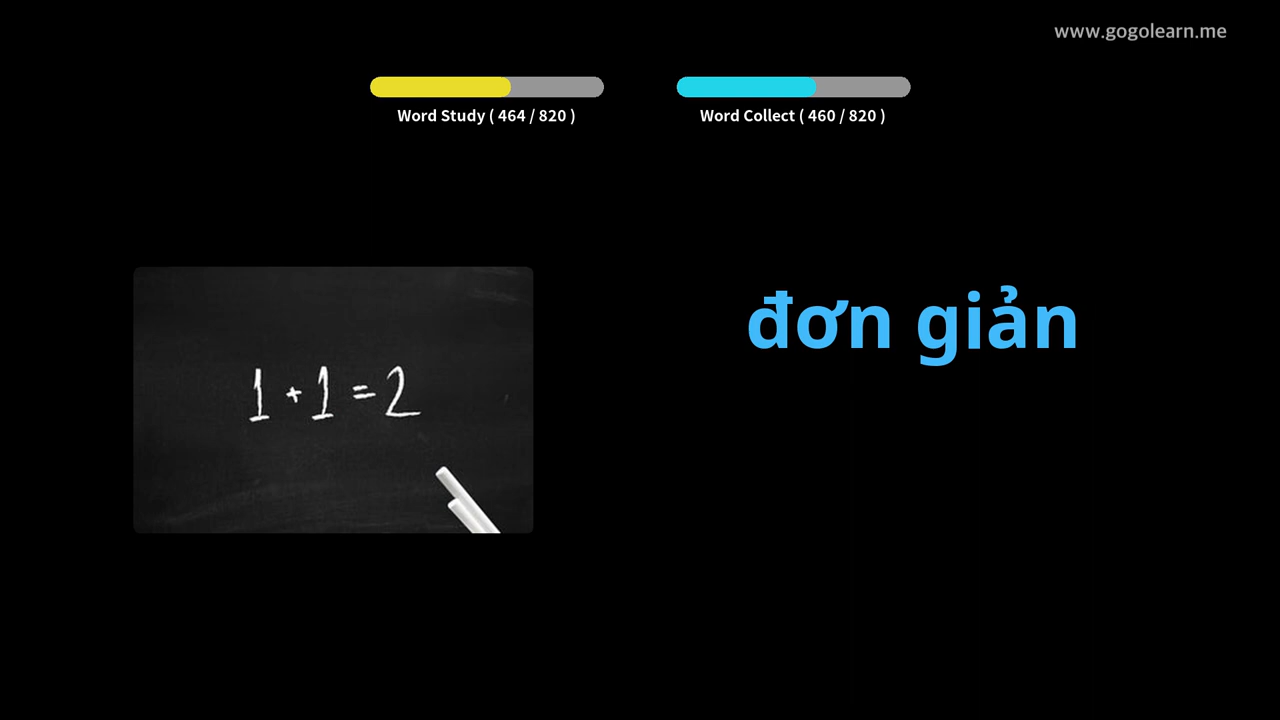 www.gogolearn.me
Word Study ( 464 / 820 )
Word Collect ( 460 / 820 )
1 + 1 = 2
đơn giản